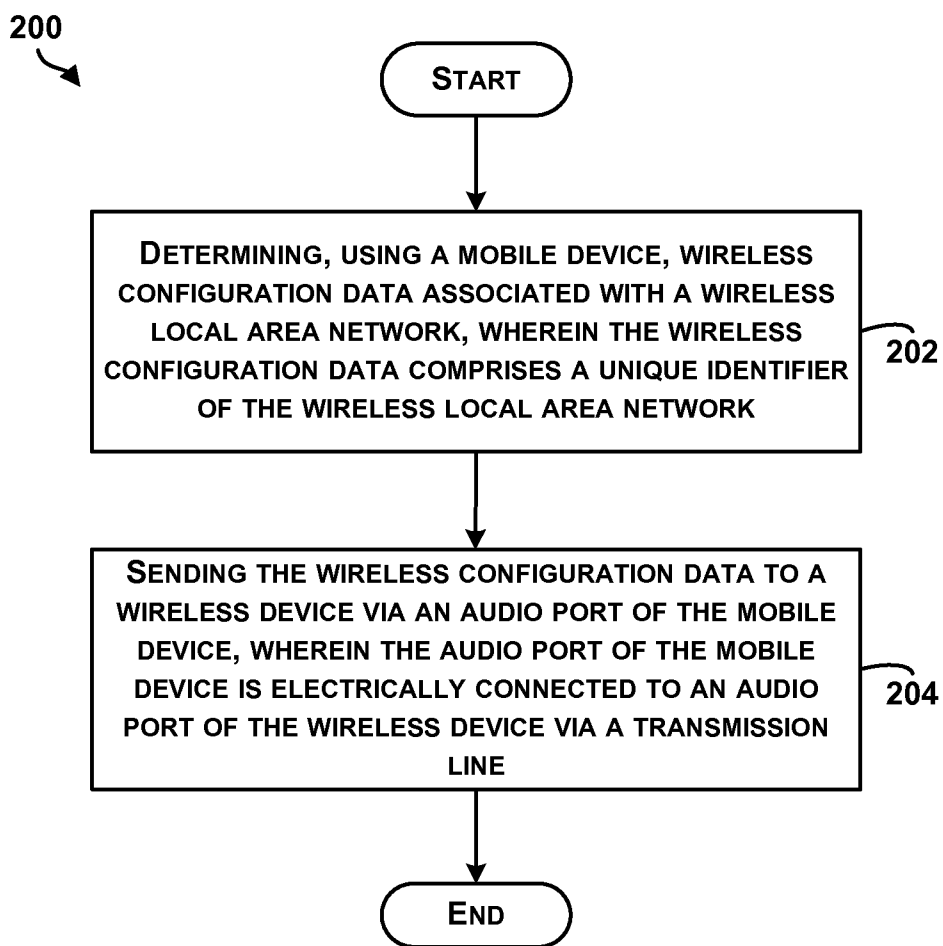 200
START
DETERMINING, USING A MOBILE DEVICE, WIRELESS
CONFIGURATION DATA ASSOCIATED WITH A WIRELESS
LOCAL AREA NETWORK, WHEREIN THE WIRELESS
CONFIGURATION DATA COMPRISES A UNIQUE IDENTIFIER
OF THE WIRELESS LOCAL AREA NETWORK
202
SENDING THE WIRELESS CONFIGURATION DATA TO A
WIRELESS DEVICE VIA AN AUDIO PORT OF THE MOBILE
DEVICE, WHEREIN THE AUDIO PORT OF THE MOBILE
DEVICE IS ELECTRICALLY CONNECTED TO AN AUDIO
PORT OF THE WIRELESS DEVICE VIA A TRANSMISSION
LINE
204
END